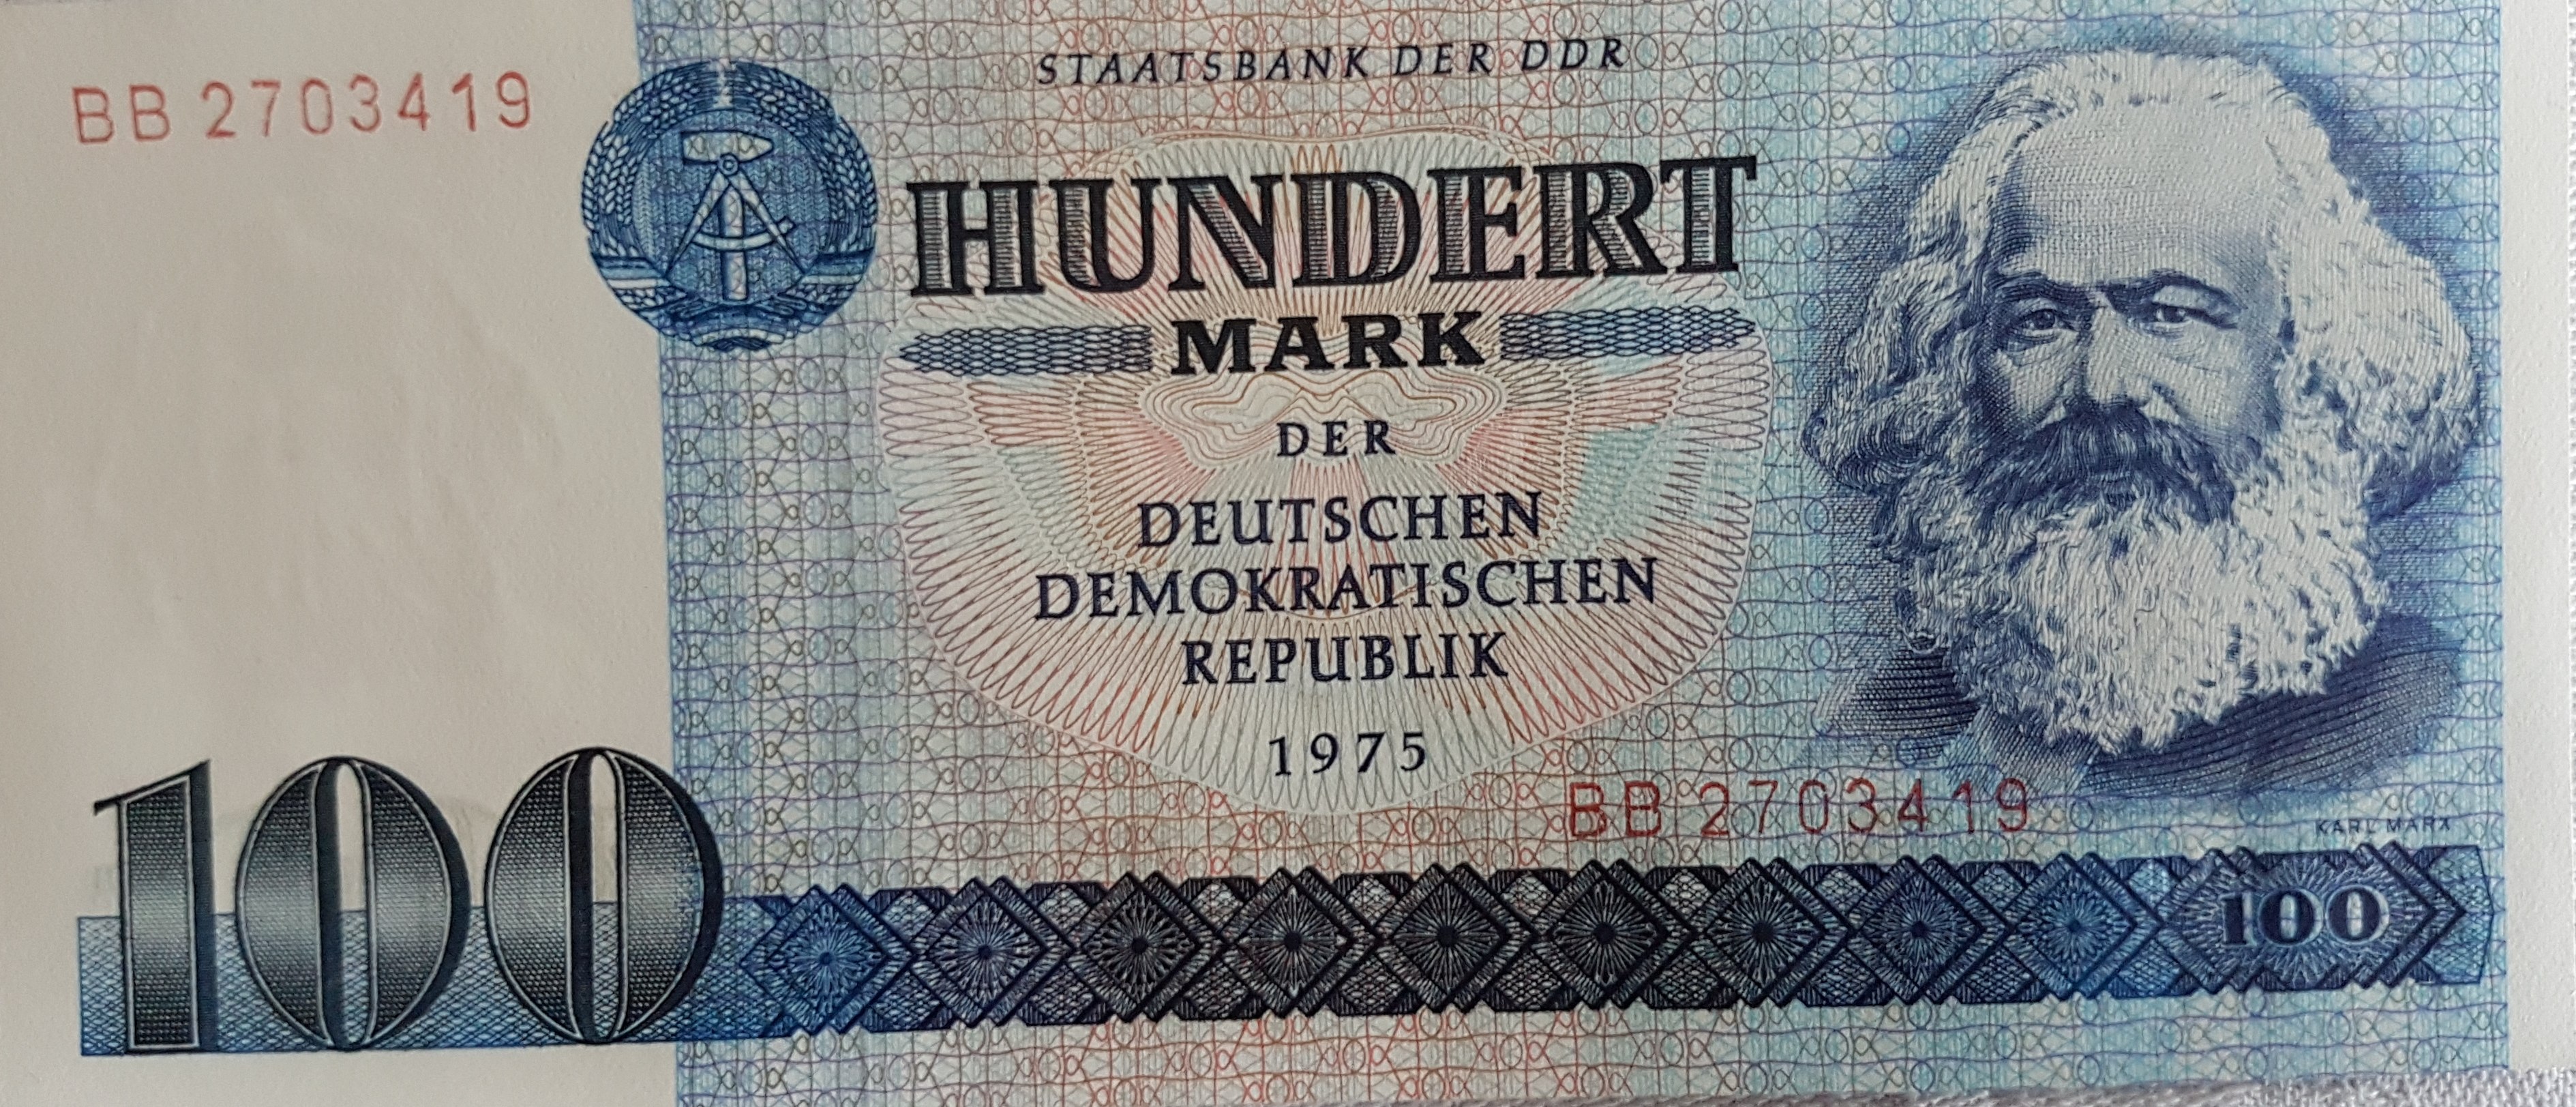 STAATSBANK DER DDR
BB 2703419
HUNDERT
MARK
DER
DEUTSCHEN
DEMOKRATISCHEN
REPUBLIK
1975
BB 2703419
KARL MARX
100
100